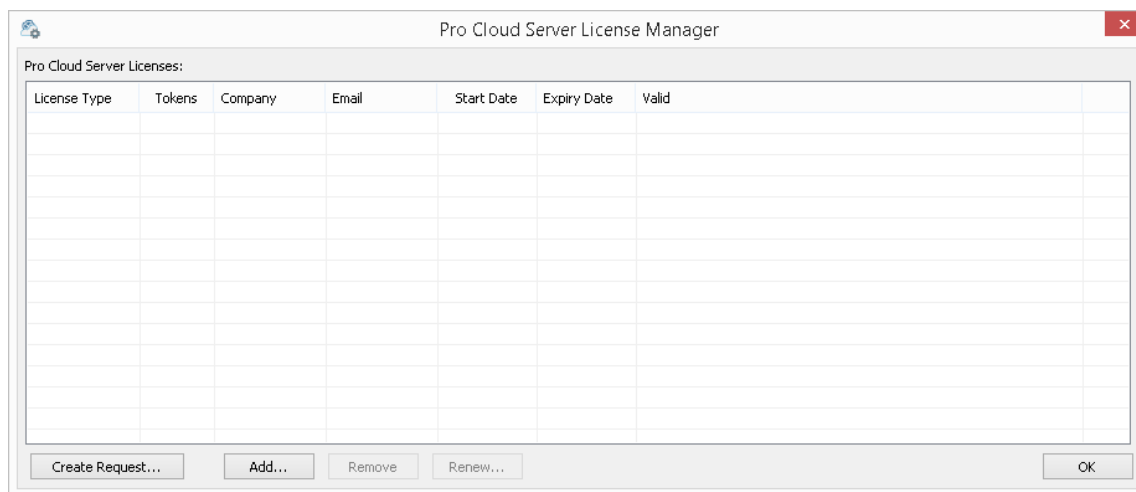 Pro Cloud Server License Manager
Pro Cloud Server Licenses:
License Type Tokens Company Email Start Date Expiry Date Valid
Create Request... Add... Remove Renew... OK